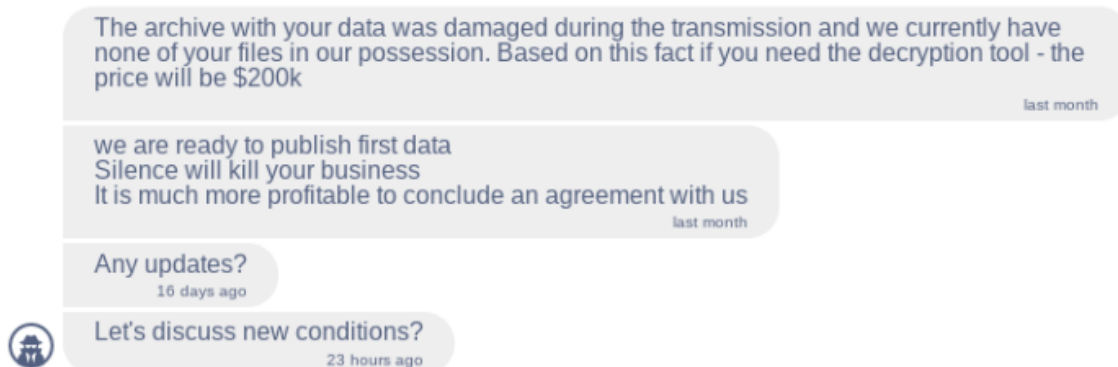 The archive with your data was damaged during the transmission and we currently have
none of your files in our possession. Based on this fact if you need the decryption tool - the
price will be $200k
last month
we are ready to publish first data
Silence will kill your business
It is much more profitable to conclude an agreement with us
last month
Any updates?
16 days ago
Let's discuss new conditions?
23 hours ago